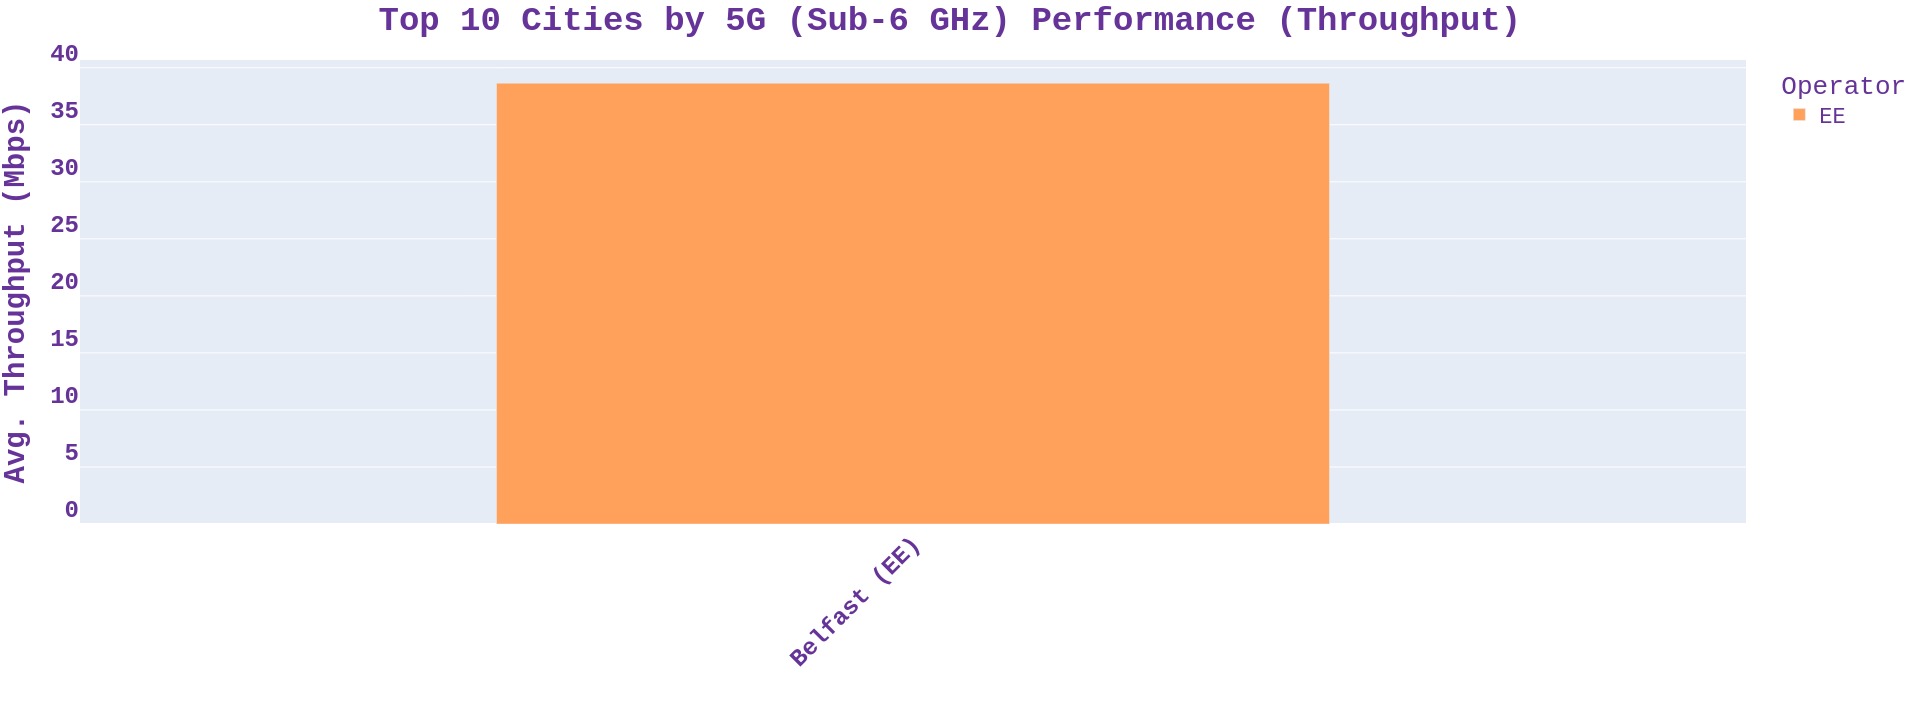 Top 10 Cities by 5G (Sub-6 GHz) Performance (Throughput)
Avg. Throughput (Mbps)
40
35
30
25
20
15
10
5
0
Belfast (EE)
Operator
EE